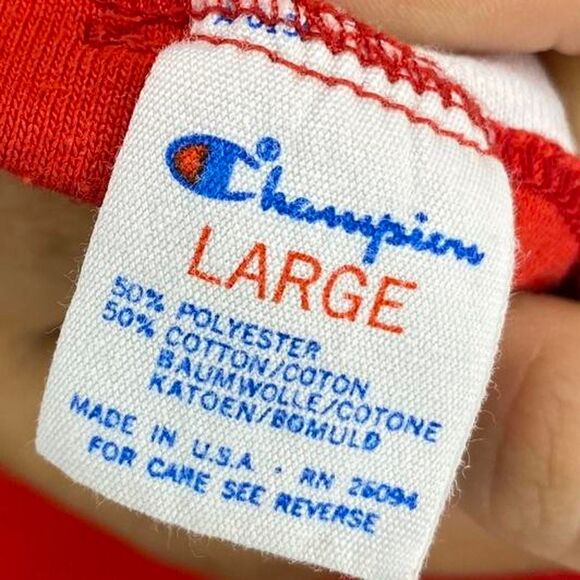 Champion
LARGE
50% POLYESTER
50% COTTON/COTON
BAUMWOLLE/COTONE
KATOEN/BOMULD
MADE IN U.S.A. · RN 26094
FOR CARE SEE REVERSE